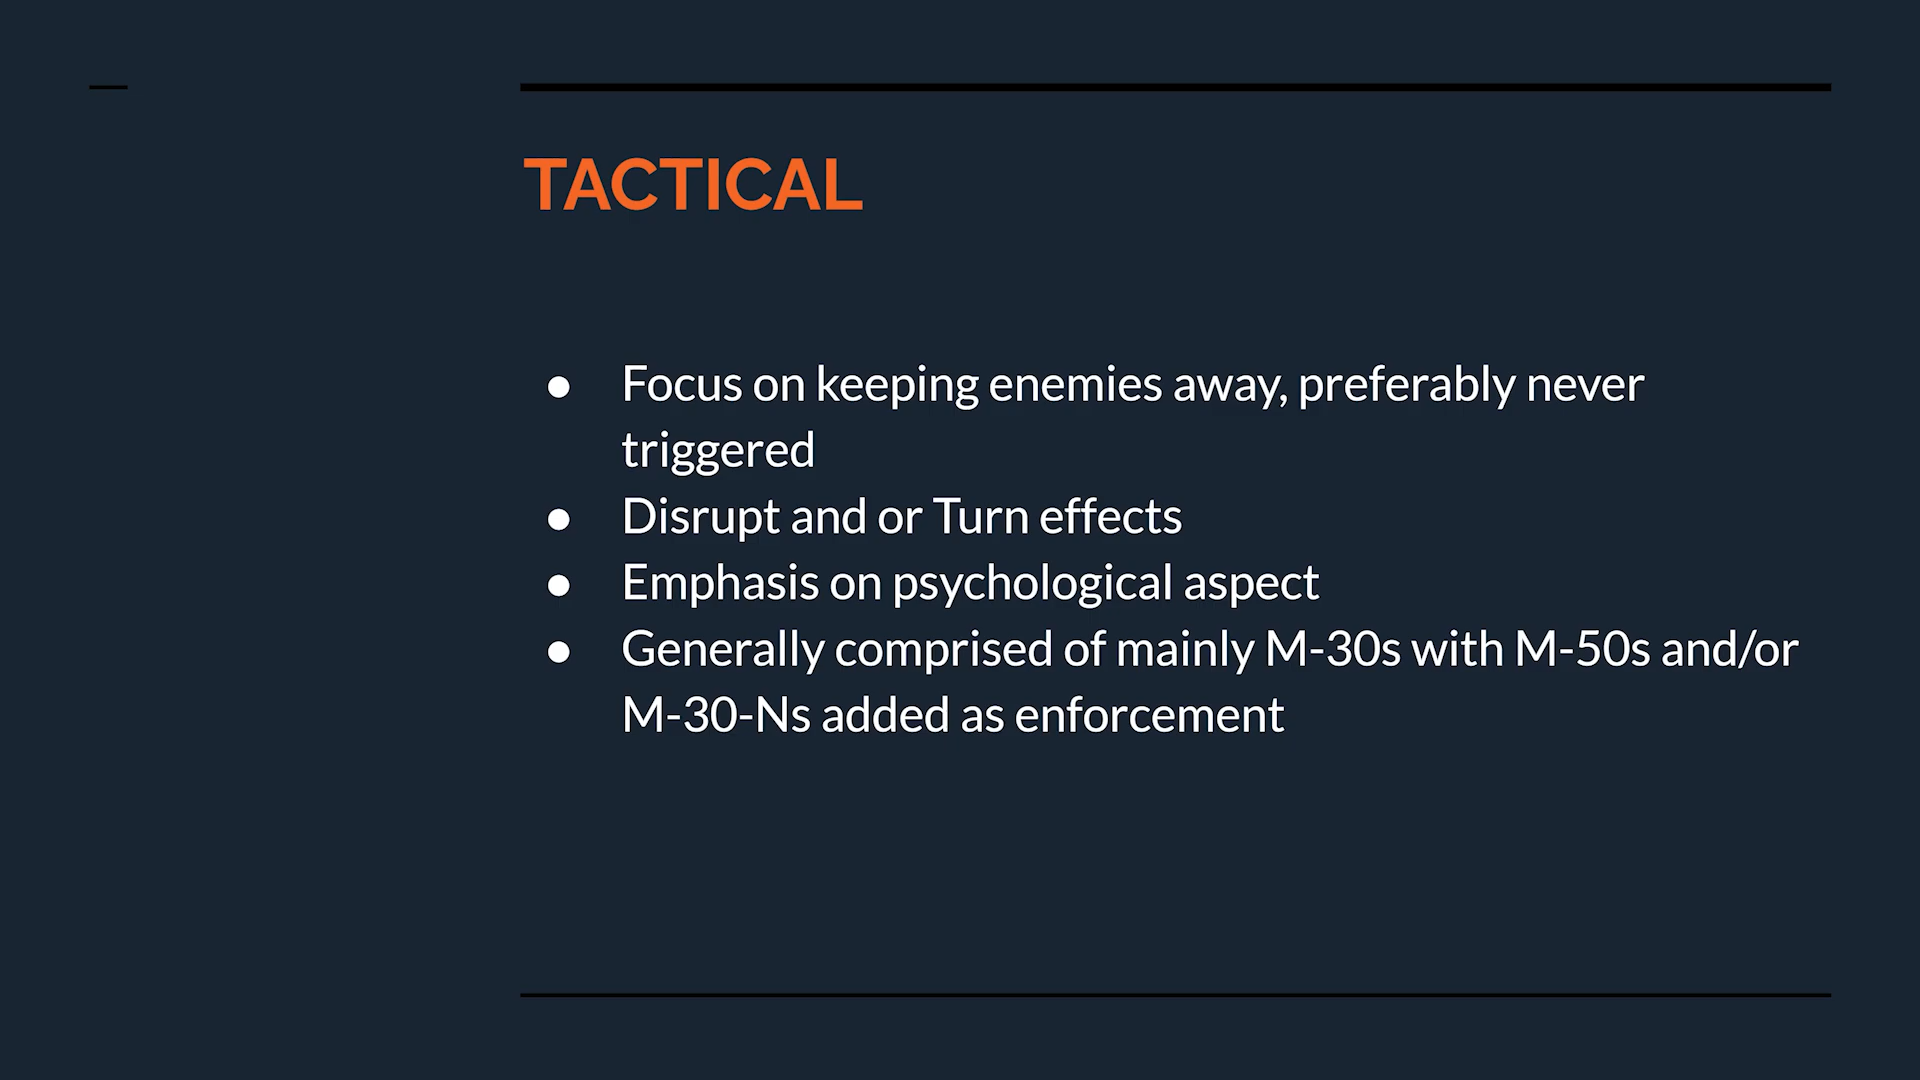 TACTICAL
● Focus on keeping enemies away, preferably never
triggered
● Disrupt and or Turn effects
● Emphasis on psychological aspect
● Generally comprised of mainly M-30s with M-50s and/or
M-30-Ns added as enforcement